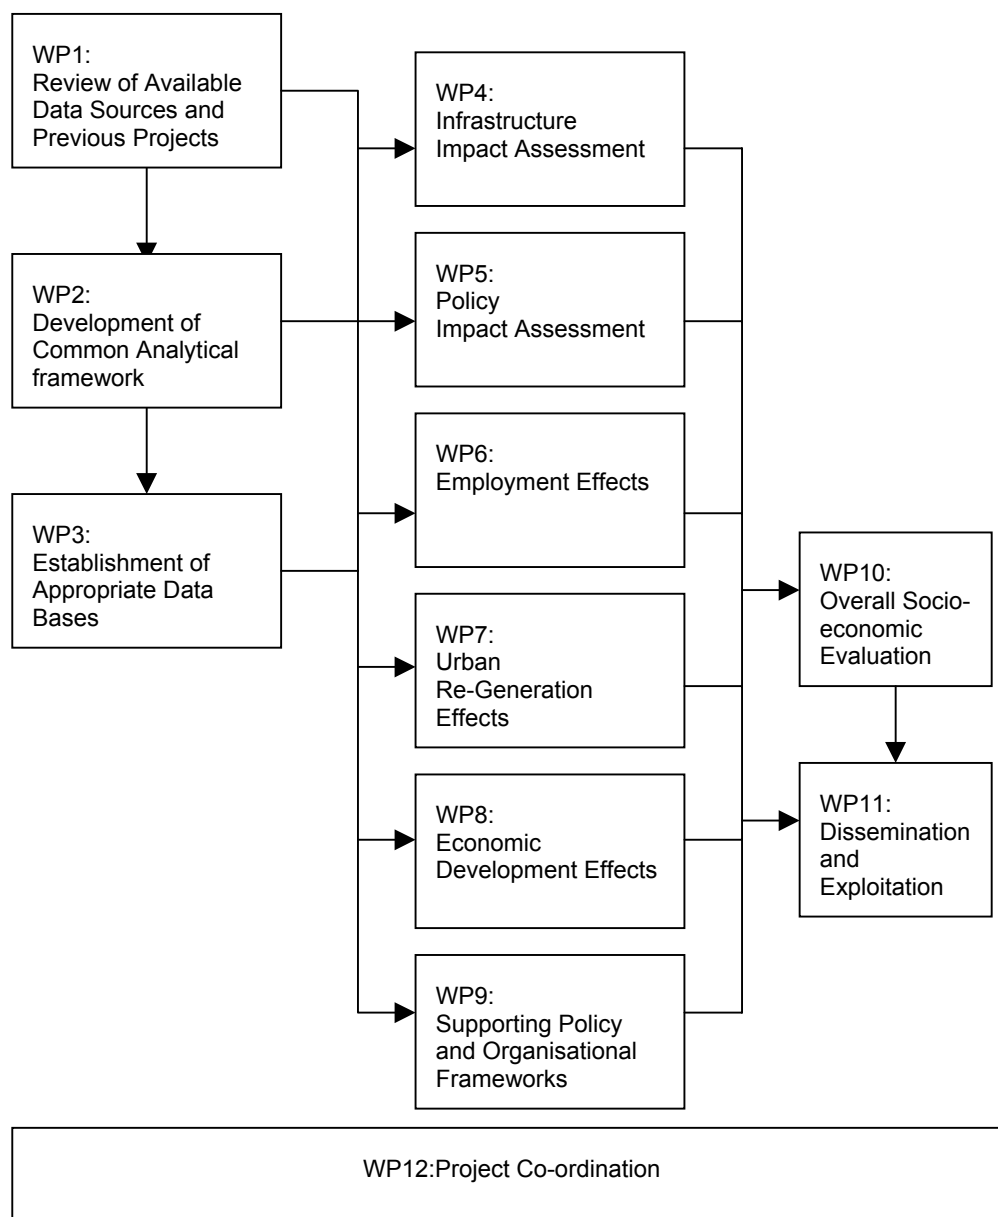 WP1:
Review of Available
Data Sources and
Previous Projects
WP2:
Development of
Common Analytical
framework
WP3:
Establishment of
Appropriate Data
Bases
WP4:
Infrastructure
Impact Assessment
WP5:
Policy
Impact Assessment
WP6:
Employment Effects
WP7:
Urban
Re-Generation
Effects
WP8:
Economic
Development Effects
WP9:
Supporting Policy
and Organisational
Frameworks
WP10:
Overall Socio-
economic
Evaluation
WP11:
Dissemination
and
Exploitation
WP12:Project Co-ordination